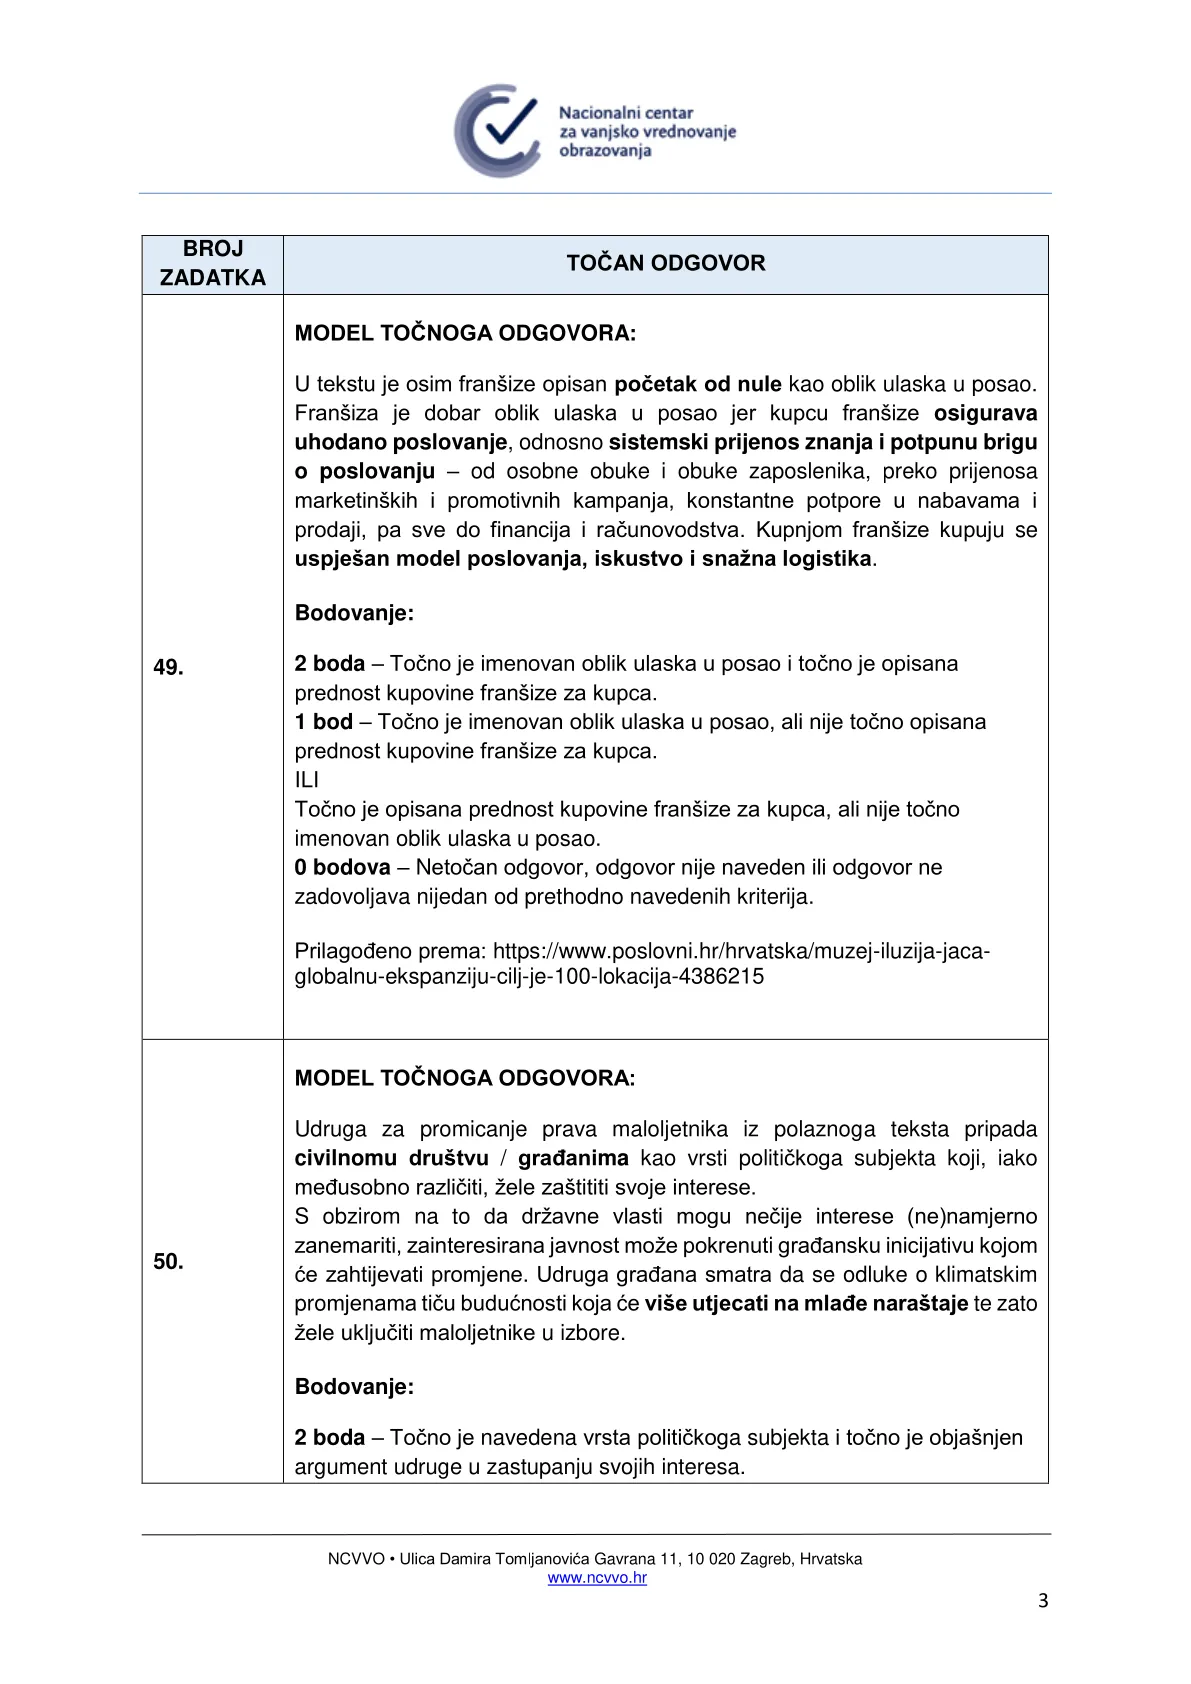 Nacionalni centar
za vanjsko vrednovanje
obrazovanja
BROJ
ZADATKA
TOČAN ODGOVOR
49.
MODEL TOČNOGA ODGOVORA:
U tekstu je osim franšize opisan početak od nule kao oblik ulaska u posao.
Franšiza je dobar oblik ulaska u posao jer kupcu franšize osigurava
uhodano poslovanje, odnosno sistemski prijenos znanja i potpunu brigu
o poslovanju – od osobne obuke i obuke zaposlenika, preko prijenosa
marketinških i promotivnih kampanja, konstantne potpore u nabavama i
prodaji, pa sve do financija i računovodstva. Kupnjom franšize kupuju se
uspješan model poslovanja, iskustvo i snažna logistika.
Bodovanje:
2 boda – Točno je imenovan oblik ulaska u posao i točno je opisana
prednost kupovine franšize za kupca.
1 bod – Točno je imenovan oblik ulaska u posao, ali nije točno opisana
prednost kupovine franšize za kupca.
ILI
Točno je opisana prednost kupovine franšize za kupca, ali nije točno
imenovan oblik ulaska u posao.
0 bodova – Netočan odgovor, odgovor nije naveden ili odgovor ne
zadovoljava nijedan od prethodno navedenih kriterija.
Prilagođeno prema: https://www.poslovni.hr/hrvatska/muzej-iluzija-jaca-
globalnu-ekspanziju-cilj-je-100-lokacija-4386215
50.
MODEL TOČNOGA ODGOVORA:
Udruga za promicanje prava maloljetnika iz polaznoga teksta pripada
civilnomu društvu / građanima kao vrsti političkoga subjekta koji, iako
međusobno različiti, žele zaštititi svoje interese.
S obzirom na to da državne vlasti mogu nečije interese (ne)namjerno
zanemariti, zainteresirana javnost može pokrenuti građansku inicijativu kojom
će zahtijevati promjene. Udruga građana smatra da se odluke o klimatskim
promjenama tiču budućnosti koja će više utjecati na mlađe naraštaje te zato
žele uključiti maloljetnike u izbore.
Bodovanje:
2 boda – Točno je navedena vrsta političkoga subjekta i točno je objašnjen
argument udruge u zastupanju svojih interesa.
NCVVO • Ulica Damira Tomljanovića Gavrana 11, 10 020 Zagreb, Hrvatska
www.ncvvo.hr
3